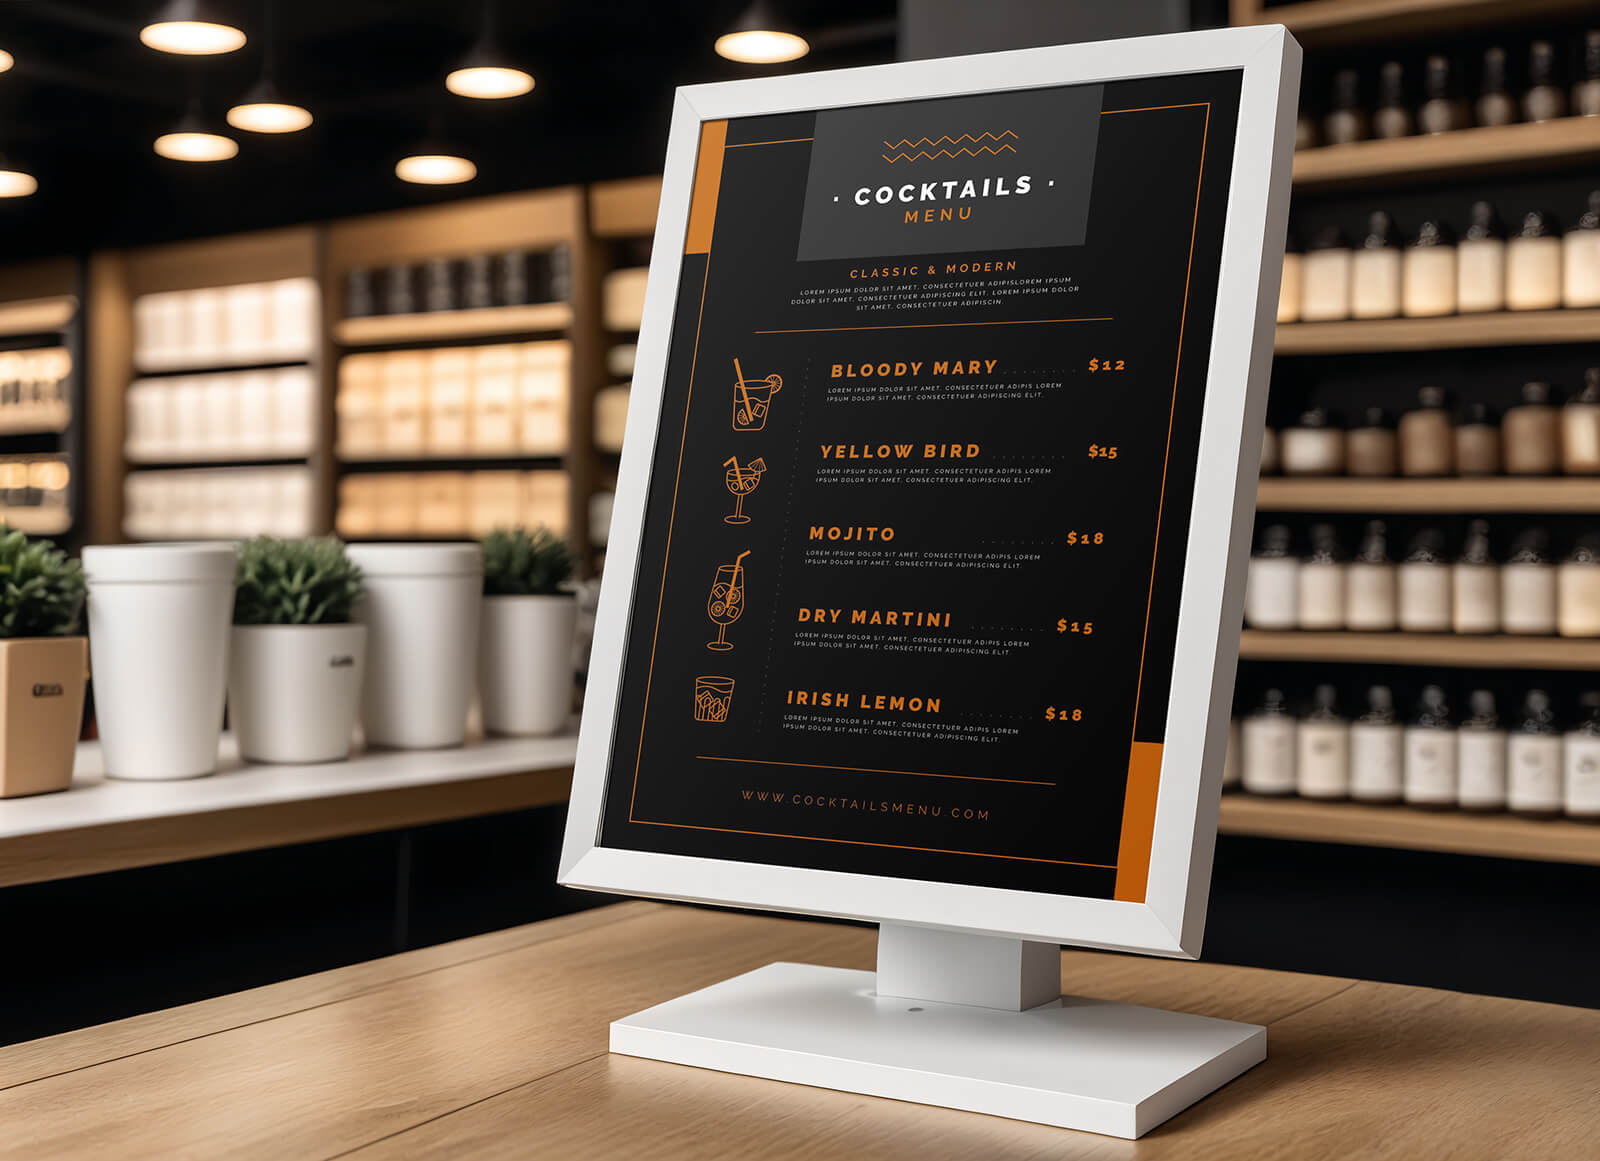 · COCKTAILS ·
MENU
CLASSIC & MODERN
LOREM IPSUM DOLOR SIT AMET, CONSECTETUER ADIPISLOREM IPSUM
DOLOR SIT AMET, CONSECTETUER ADIPISCING ELIT, LOREM IPSUM DOLOR
SIT AMET, CONSECTETUER ADIPISCIN.
BLOODY MARY ........ $12
LOREM IPSUM DOLOR SIT AMET, CONSECTETUER ADIPIS LOREM
IPSUM DOLOR SIT AMET, CONSECTETUER ADIPISCING ELIT.
YELLOW BIRD ........ $15
LOREM IPSUM DOLOR SIT AMET, CONSECTETUER ADIPIS LOREM
IPSUM DOLOR SIT AMET, CONSECTETUER ADIPISCING ELIT.
MOJITO ........ $18
LOREM IPSUM DOLOR SIT AMET, CONSECTETUER ADIPIS LOREM
IPSUM DOLOR SIT AMET, CONSECTETUER ADIPISCING ELIT.
DRY MARTINI ........ $15
LOREM IPSUM DOLOR SIT AMET, CONSECTETUER ADIPIS LOREM
IPSUM DOLOR SIT AMET, CONSECTETUER ADIPISCING ELIT
IRISH LEMON ........ $18
LOREM IPSUM DOLOR SIT AMET, CONSECTETUER ADIPIS LOREM
IPSUM DOLOR SIT AMET, CONSECTETUER ADIPISCING ELIT.
WWW.COCKTAILSMENU.COM